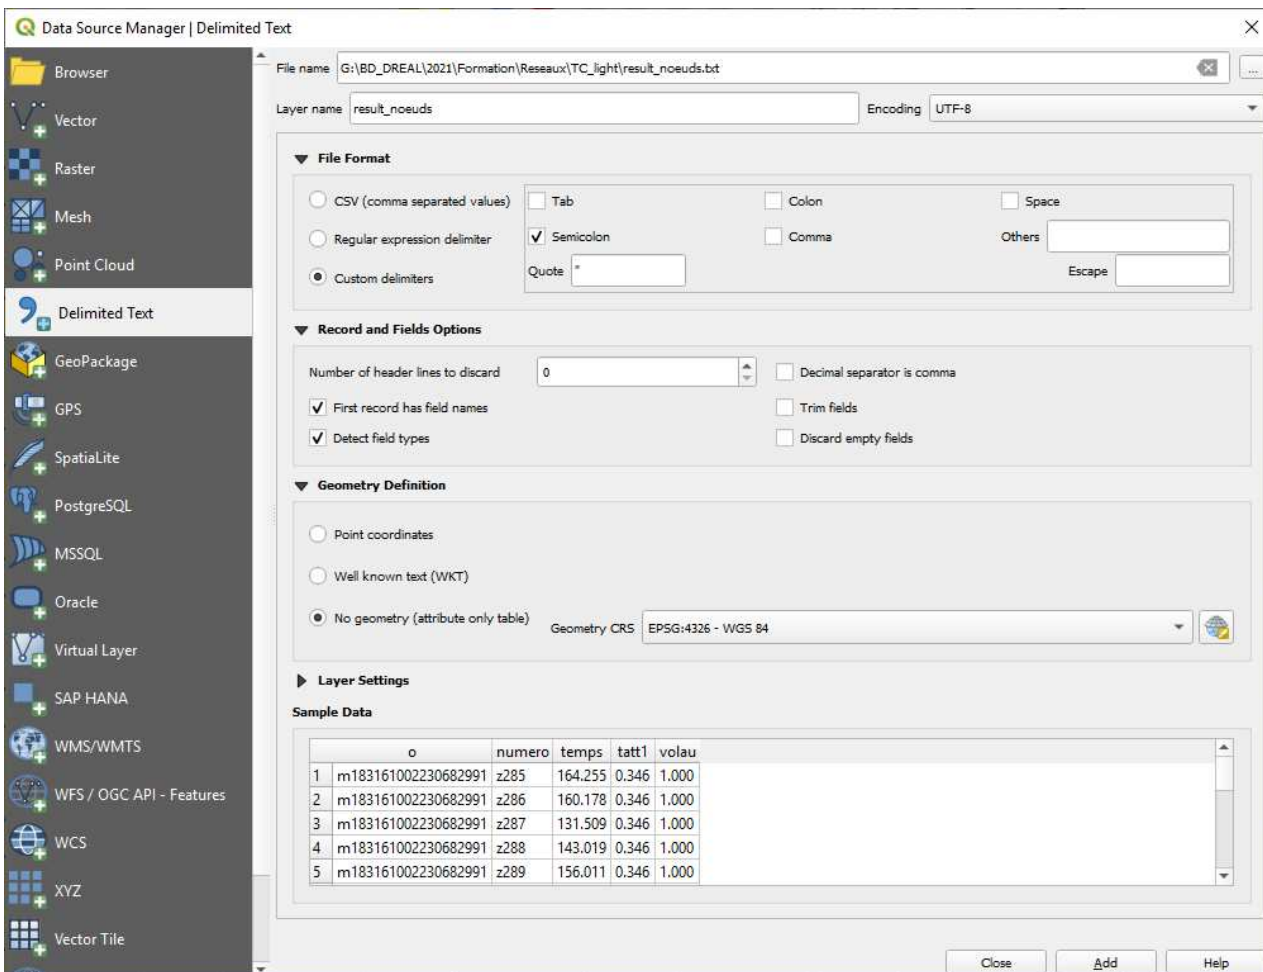 Data Source Manager | Delimited Text
Browser
Vector
Raster
Mesh
Point Cloud
Delimited Text
GeoPackage
GPS
SpatiaLite
PostgreSQL
MSSQL
Oracle
Virtual Layer
SAP HANA
WMS/WMTS
WFS / OGC API - Features
WCS
XYZ
Vector Tile
File name G:\BD_DREAL\2021\Formation\Reseaux\TC_light\result_noeuds.txt ...
Layer name result_noeuds Encoding UTF-8
File Format
CSV (comma separated values) Tab Colon Space
Regular expression delimiter Semicolon Comma Others
Custom delimiters Quote " Escape
Record and Fields Options
Number of header lines to discard 0 Decimal separator is comma
First record has field names Trim fields
Detect field types Discard empty fields
Geometry Definition
Point coordinates
Well known text (WKT)
No geometry (attribute only table) Geometry CRS EPSG:4326 - WGS 84
Layer Settings
Sample Data
o numero temps tatt1 volau
1 m183161002230682991 z285 164.255 0.346 1.000
2 m183161002230682991 z286 160.178 0.346 1.000
3 m183161002230682991 z287 131.509 0.346 1.000
4 m183161002230682991 z288 143.019 0.346 1.000
5 m183161002230682991 z289 156.011 0.346 1.000
Close Add Help